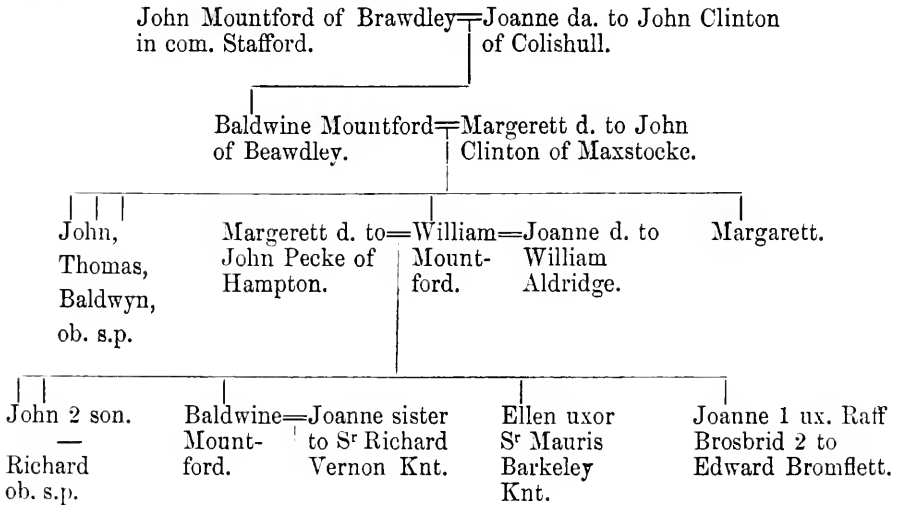 John Mountford of Brawdley=Joanne da. to John Clinton
in com. Stafford. of Colishull.
Baldwine Mountford=Margerett d. to John
of Beawdley. Clinton of Maxstocke.
John,
Thomas,
Baldwyn,
ob. s.p.
Margerett d. to=William=Joanne d. to
John Pecke of Mount- William
Hampton. ford. Aldridge.
Margarett.
John 2 son.
—
Richard
ob. s.p.
Baldwine=Joanne sister
Mount- to Sʳ Richard
ford. Vernon Knt.
Ellen uxor
Sʳ Mauris
Barkeley
Knt.
Joanne 1 ux. Raff
Brosbrid 2 to
Edward Bromflett.